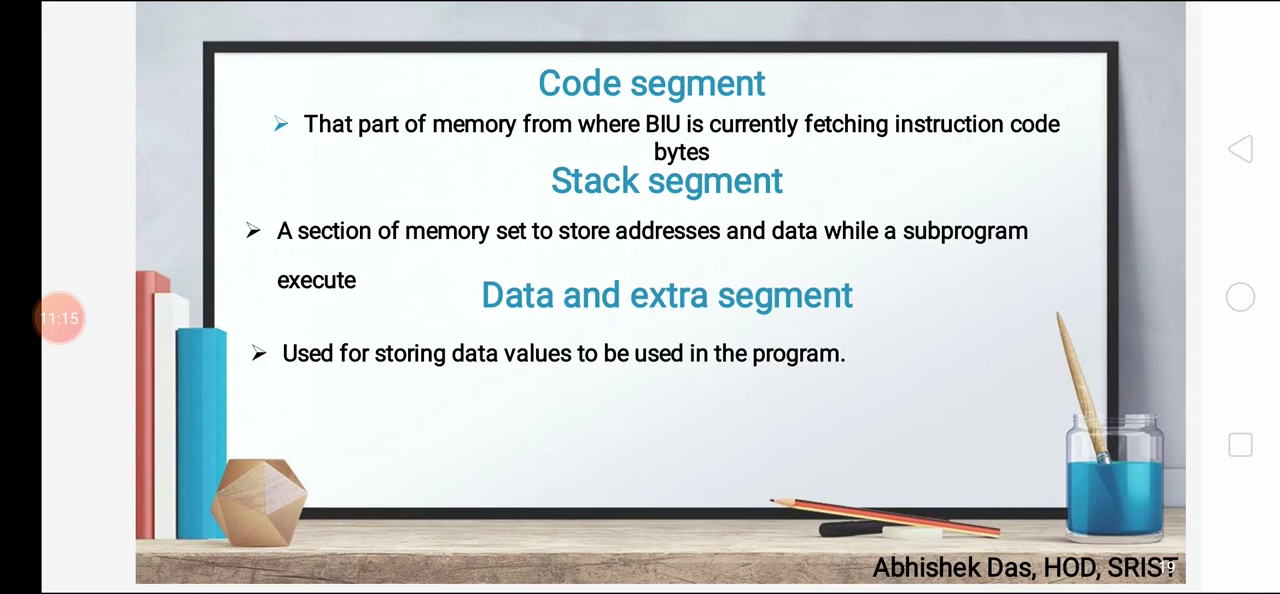 Code segment
➢ That part of memory from where BIU is currently fetching instruction code
bytes
Stack segment
➢ A section of memory set to store addresses and data while a subprogram
execute
Data and extra segment
➢ Used for storing data values to be used in the program.
11:15
Abhishek Das, HOD, SRIST
19